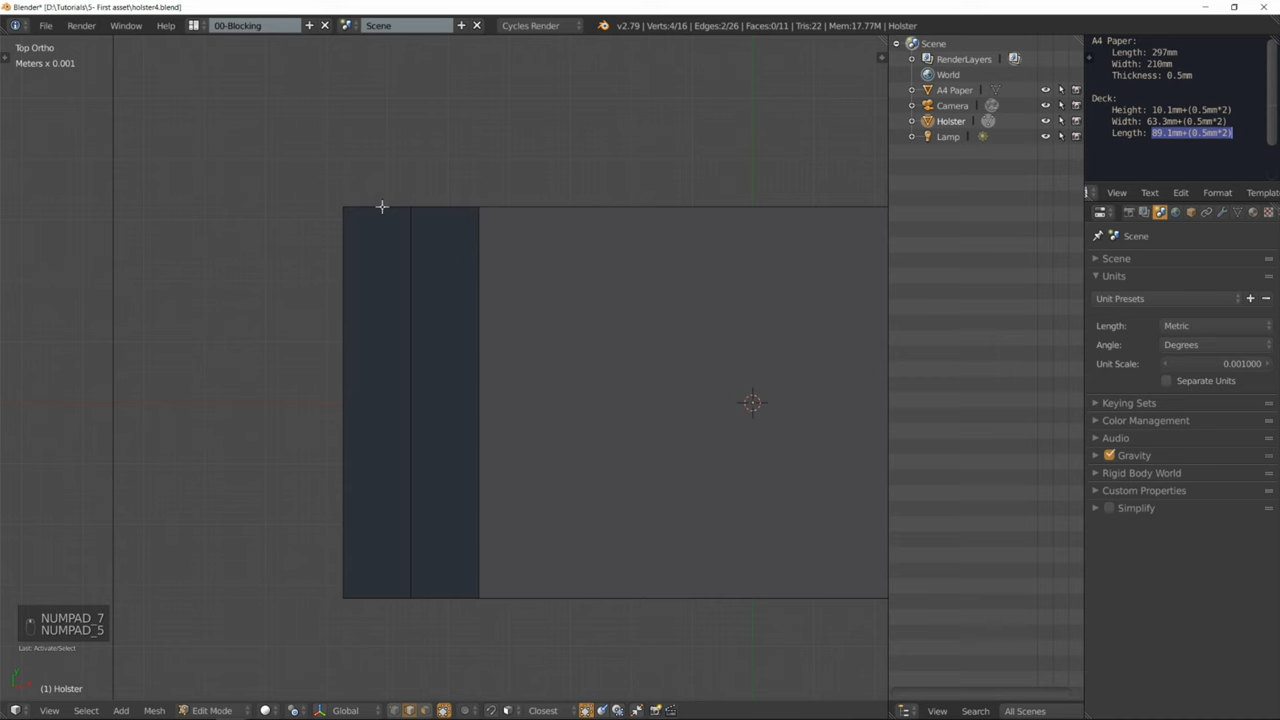 Blender* [D:\Tutorials\5- First asset\holster4.blend]
File Render Window Help 00-Blocking Scene Cycles Render v2.79 | Verts:4/16 | Edges:2/26 | Faces:0/11 | Tris:22 | Mem:17.77M | Holster
Top Ortho
Meters x 0.001
Scene
RenderLayers
World
A4 Paper
Camera
Holster
Lamp
A4 Paper:
Length: 297mm
Width: 210mm
Thickness: 0.5mm
Deck:
Height: 10.1mm+(0.5mm*2)
Width: 63.3mm+(0.5mm*2)
Length: 89.1mm+(0.5mm*2)
View Text Edit Format Templat
Scene
Scene
Units
Unit Presets
Length: Metric
Angle: Degrees
Unit Scale: 0.001000
Separate Units
Keying Sets
Color Management
Audio
Gravity
Rigid Body World
Custom Properties
Simplify
NUMPAD_7
NUMPAD_5
Last: Activate/Select
(1) Holster
View Select Add Mesh Edit Mode Global Closest
View Search All Scenes